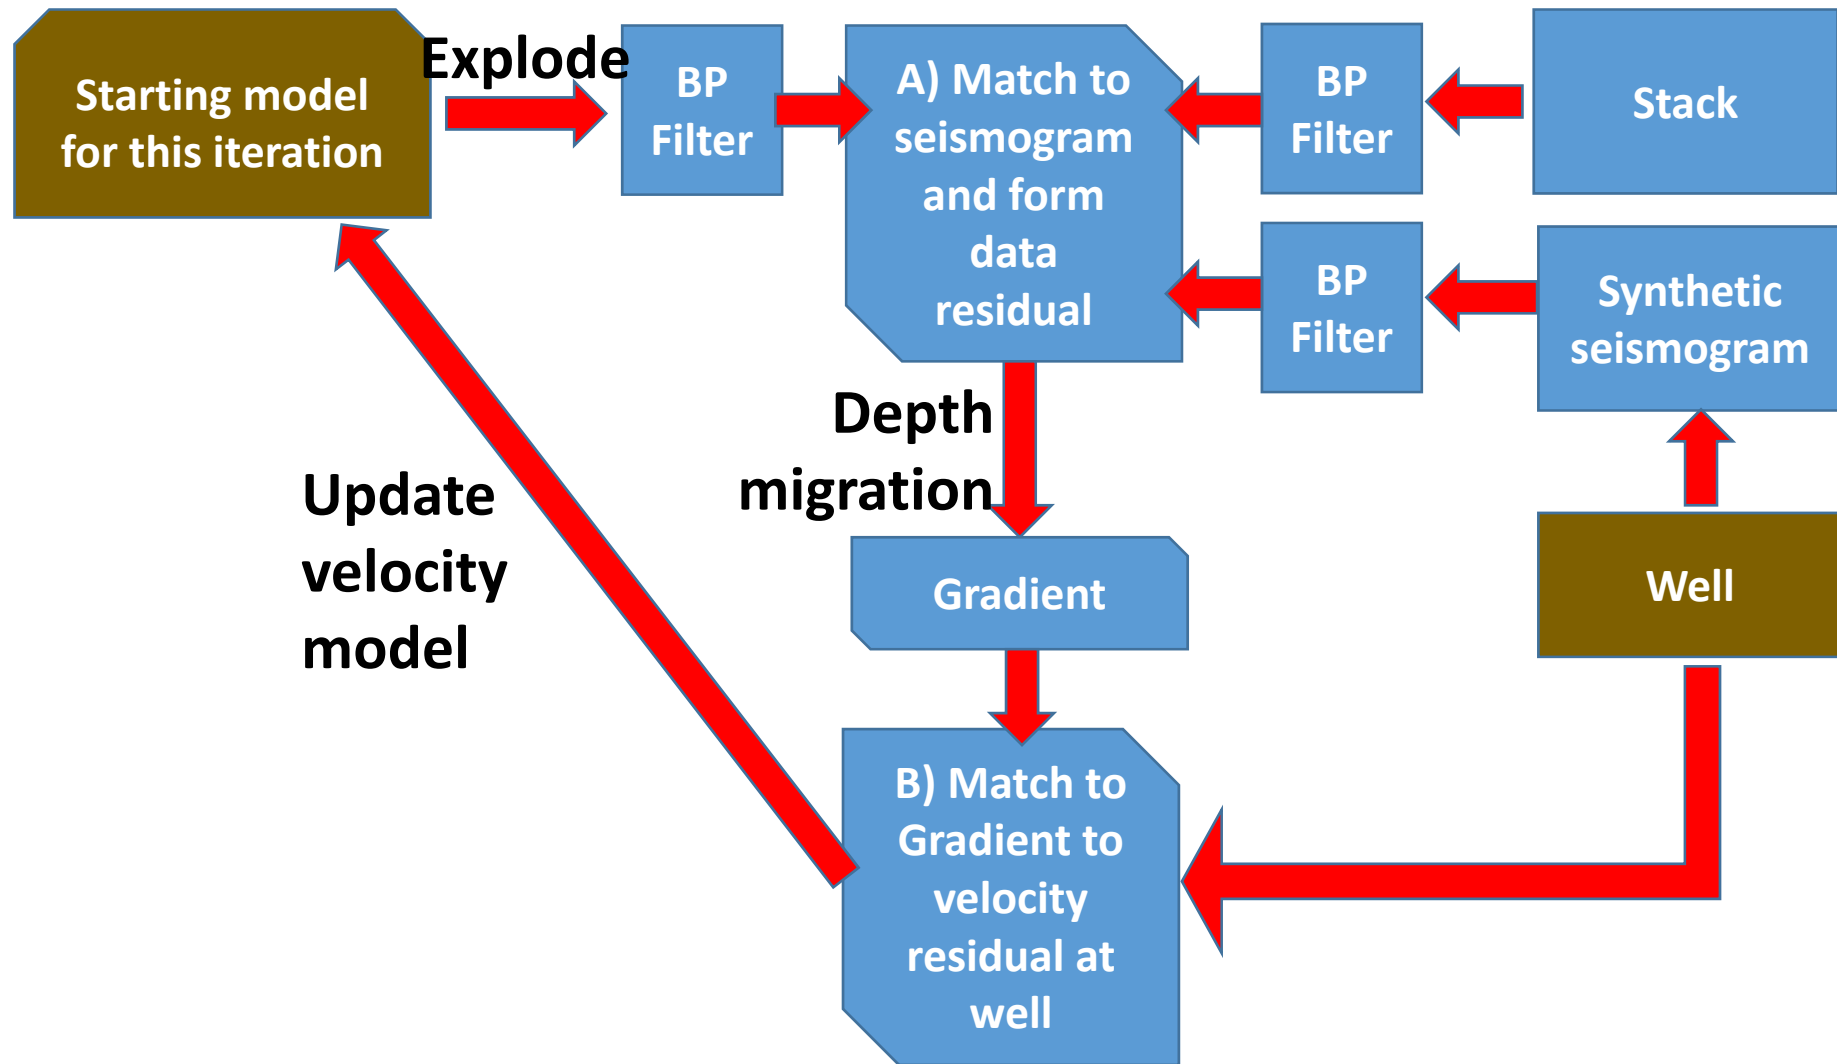 Starting model
for this iteration
Explode
BP
Filter
A) Match to
seismogram
and form
data
residual
BP
Filter
Stack
BP
Filter
Synthetic
seismogram
Depth
migration
Update
velocity
model
Gradient
Well
B) Match to
Gradient to
velocity
residual at
well